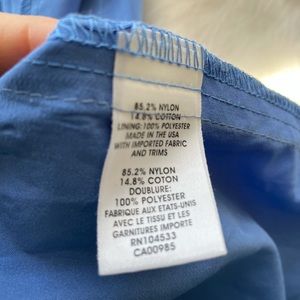 85.2% NYLON
14.8% COTTON
LINING: 100% POLYESTER
MADE IN THE USA
WITH IMPORTED FABRIC
AND TRIMS
85.2% NYLON
14.8% COTON
DOUBLURE:
100% POLYESTER
FABRIQUE AUX ETATS-UNIS
AVEC LE TISSU ET LES
GARNITURES IMPORTE
RN104533
CA00985